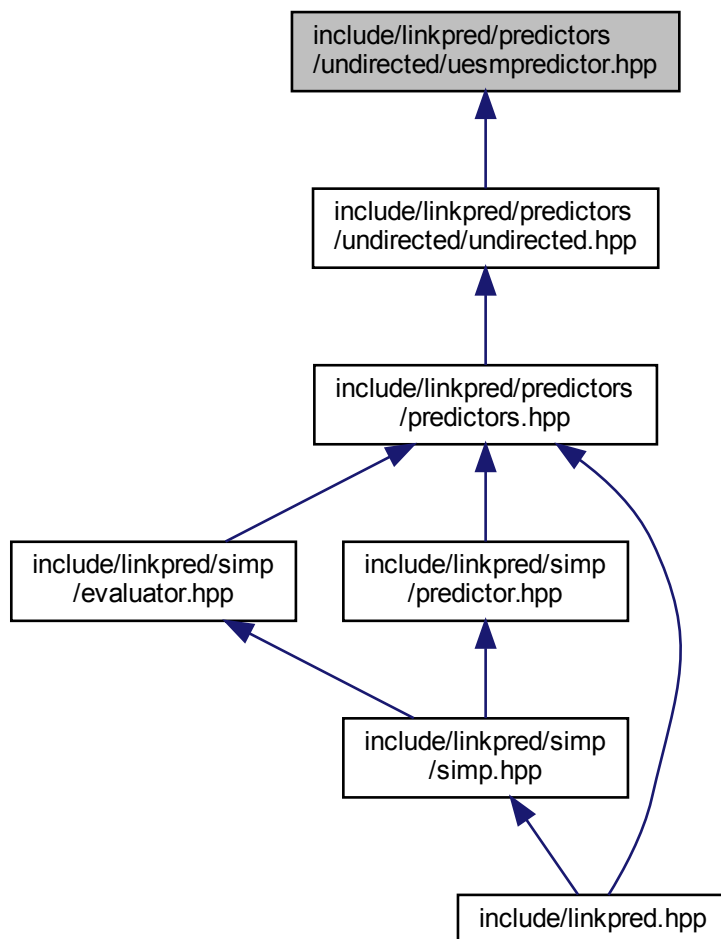 include/linkpred/predictors
/undirected/uesmpredictor.hpp
include/linkpred/predictors
/undirected/undirected.hpp
include/linkpred/predictors
/predictors.hpp
include/linkpred/simp
/evaluator.hpp
include/linkpred/simp
/predictor.hpp
include/linkpred/simp
/simp.hpp
include/linkpred.hpp